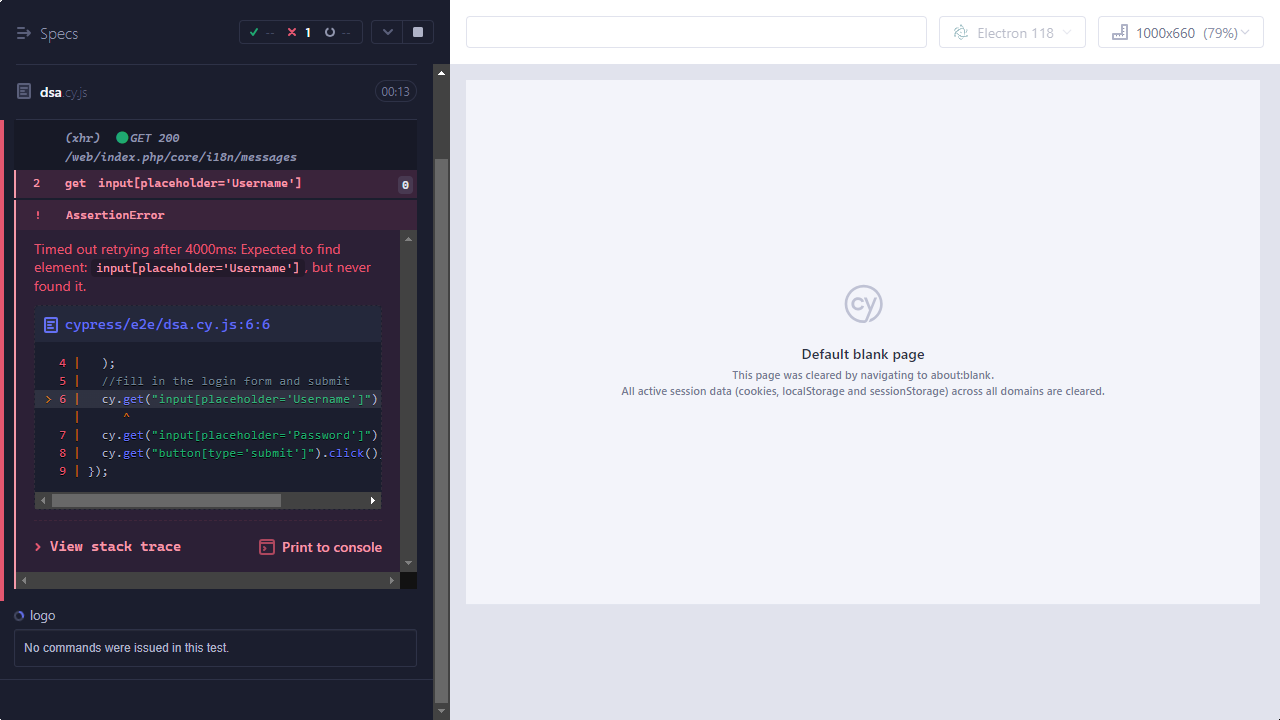 Specs
-- 1 --
Electron 118
1000x660 (79%)
dsa.cy.js
00:13
(xhr) GET 200
/web/index.php/core/i18n/messages
2 get input[placeholder='Username'] 0
! AssertionError
Timed out retrying after 4000ms: Expected to find
element: input[placeholder='Username'] , but never
found it.
cypress/e2e/dsa.cy.js:6:6
4 | );
5 | //fill in the login form and submit
> 6 | cy.get("input[placeholder='Username']")
| ^
7 | cy.get("input[placeholder='Password']")
8 | cy.get("button[type='submit']").click()
9 | });
View stack trace
Print to console
logo
No commands were issued in this test.
cy
Default blank page
This page was cleared by navigating to about:blank.
All active session data (cookies, localStorage and sessionStorage) across all domains are cleared.